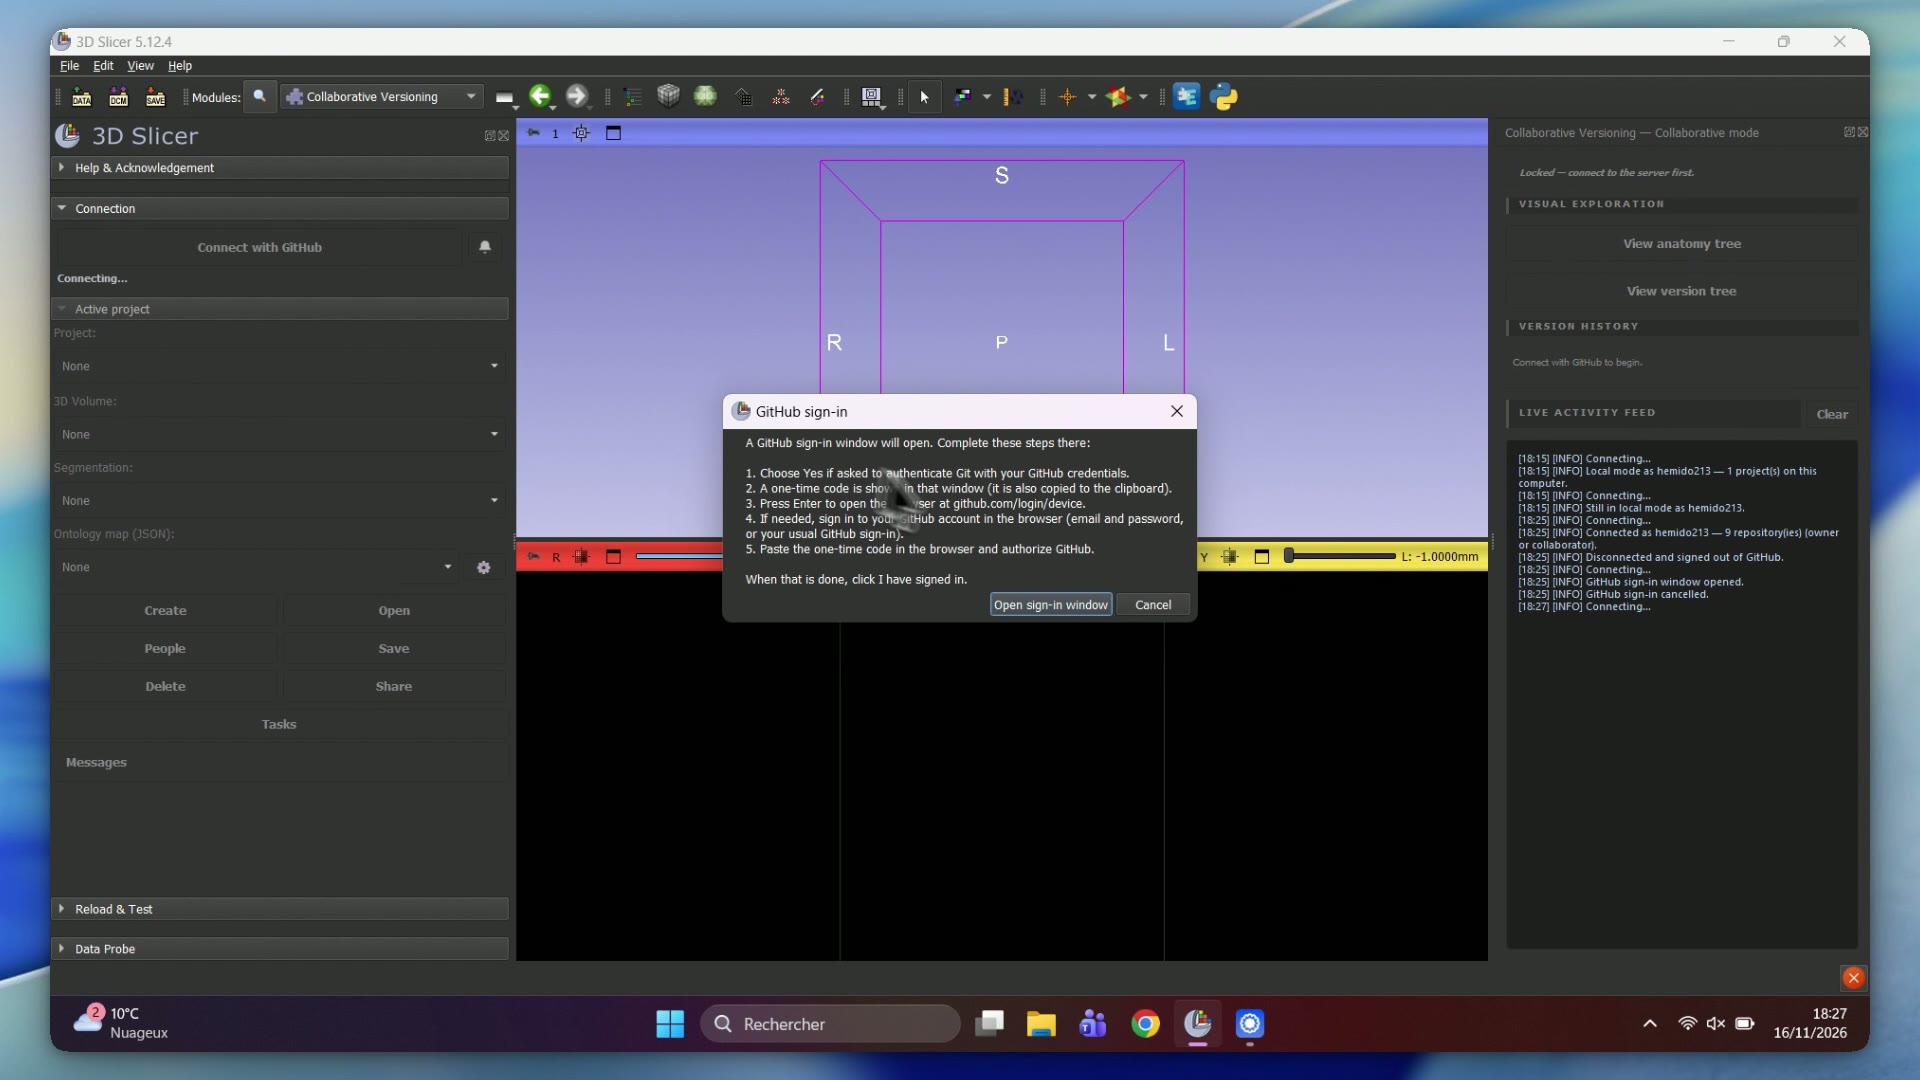 3D Slicer 5.12.4
File Edit View Help
DATA DCM SAVE Modules: Collaborative Versioning
3D Slicer
Help & Acknowledgement
Connection
Connect with GitHub
Connecting...
Active project
Project:
None
3D Volume:
None
Segmentation:
None
Ontology map (JSON):
None
Create Open
People Save
Delete Share
Tasks
Messages
Reload & Test
Data Probe
1
S
R P L
R
Y L: -1.0000mm
GitHub sign-in
A GitHub sign-in window will open. Complete these steps there:
1. Choose Yes if asked to authenticate Git with your GitHub credentials.
2. A one-time code is shown in that window (it is also copied to the clipboard).
3. Press Enter to open the browser at github.com/login/device.
4. If needed, sign in to your GitHub account in the browser (email and password,
or your usual GitHub sign-in).
5. Paste the one-time code in the browser and authorize GitHub.
When that is done, click I have signed in.
Open sign-in window Cancel
Collaborative Versioning — Collaborative mode
Locked — connect to the server first.
VISUAL EXPLORATION
View anatomy tree
View version tree
VERSION HISTORY
Connect with GitHub to begin.
LIVE ACTIVITY FEED Clear
[18:15] [INFO] Connecting...
[18:15] [INFO] Local mode as hemido213 — 1 project(s) on this
computer.
[18:15] [INFO] Connecting...
[18:15] [INFO] Still in local mode as hemido213.
[18:25] [INFO] Connecting...
[18:25] [INFO] Connected as hemido213 — 9 repository(ies) (owner
or collaborator).
[18:25] [INFO] Disconnected and signed out of GitHub.
[18:25] [INFO] Connecting...
[18:25] [INFO] GitHub sign-in window opened.
[18:25] [INFO] GitHub sign-in cancelled.
[18:27] [INFO] Connecting...
2 10°C
Nuageux
Rechercher
18:27
16/11/2026